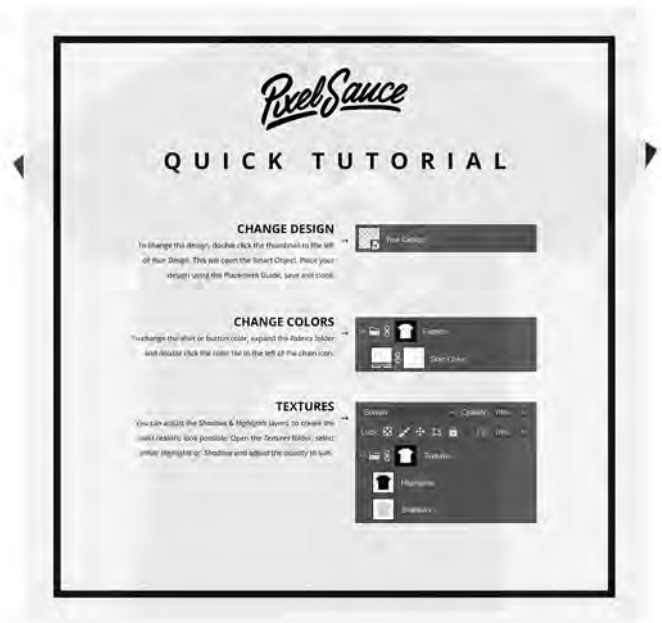 Pixel Sauce
QUICK TUTORIAL
CHANGE DESIGN
To change the design, double click the thumbnail to the left
of Your Design. This will open the Smart Object. Place your
design using the Placement Guide, save and close.
Your Design
CHANGE COLORS
To change the shirt or button color, expand the Fabrics folder
and double click the color fill to the left of the chain icon.
Fabrics
Shirt Color
TEXTURES
You can adjust the Shadows & Highlights layers, to create the
most realistic look possible. Open the Textures folder, select
either Highlights or Shadows and adjust the opacity to suit.
Screen
Opacity:
Lock:
Textures
Highlights
Shadows